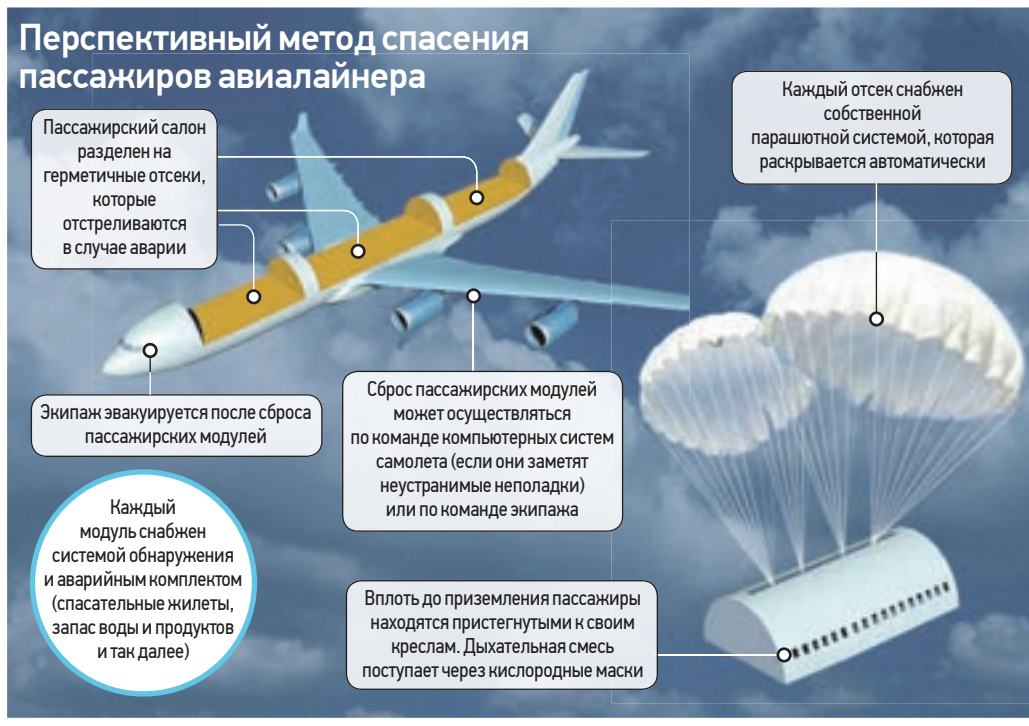 Перспективный метод спасения
пассажиров авиалайнера
Пассажирский салон
разделен на
герметичные отсеки,
которые
отстреливаются
в случае аварии
Каждый отсек снабжен
собственной
парашютной системой, которая
раскрывается автоматически
Экипаж эвакуируется после сброса
пассажирских модулей
Сброс пассажирских модулей
может осуществляться
по команде компьютерных систем
самолета (если они заметят
неустранимые неполадки)
или по команде экипажа
Каждый
модуль снабжен
системой обнаружения
и аварийным комплектом
(спасательные жилеты,
запас воды и продуктов
и так далее)
Вплоть до приземления пассажиры
находятся пристегнутыми к своим
креслам. Дыхательная смесь
поступает через кислородные маски